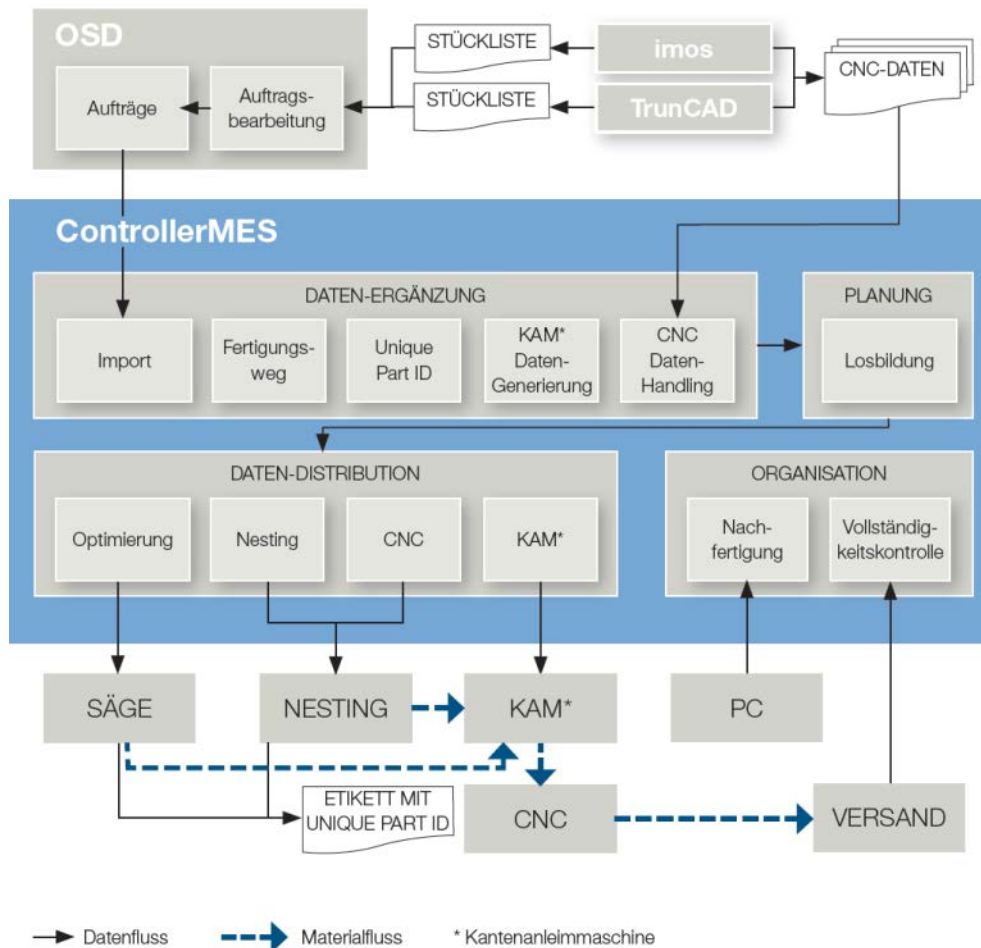 OSD
Aufträge
Auftrags-
bearbeitung
STÜCKLISTE
STÜCKLISTE
imos
TrunCAD
CNC-DATEN
ControllerMES
DATEN-ERGÄNZUNG
Import
Fertigungs-
weg
Unique
Part ID
KAM*
Daten-
Generierung
CNC
Daten-
Handling
PLANUNG
Losbildung
DATEN-DISTRIBUTION
Optimierung
Nesting
CNC
KAM*
ORGANISATION
Nach-
fertigung
Vollständig-
keitskontrolle
SÄGE
NESTING
KAM*
PC
ETIKETT MIT
UNIQUE PART ID
CNC
VERSAND
Datenfluss
Materialfluss
* Kantenanleimmaschine